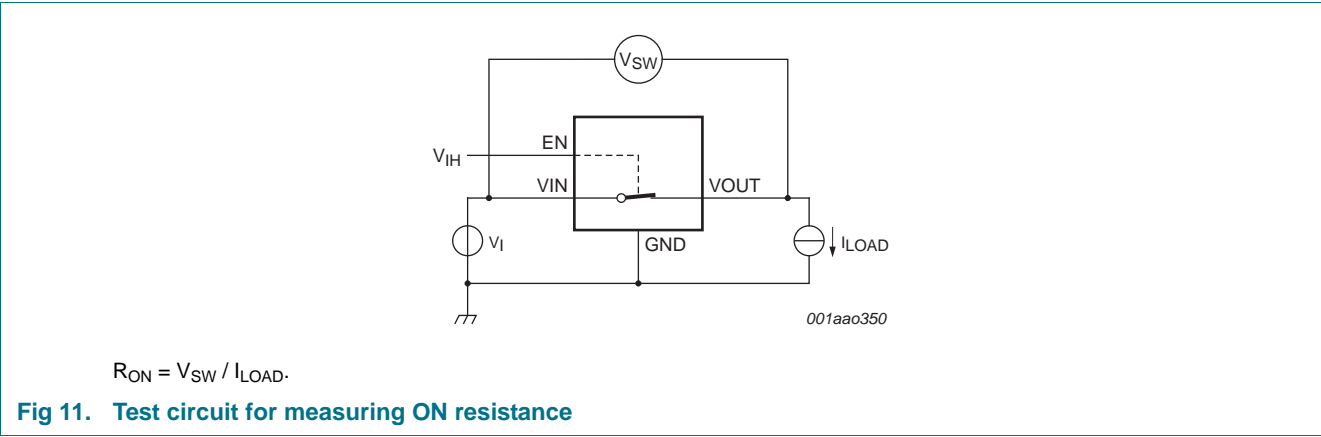 VSW
EN
VIH
VIN
VOUT
VI
GND
ILOAD
001aao350
RON = VSW / ILOAD.
Fig 11. Test circuit for measuring ON resistance